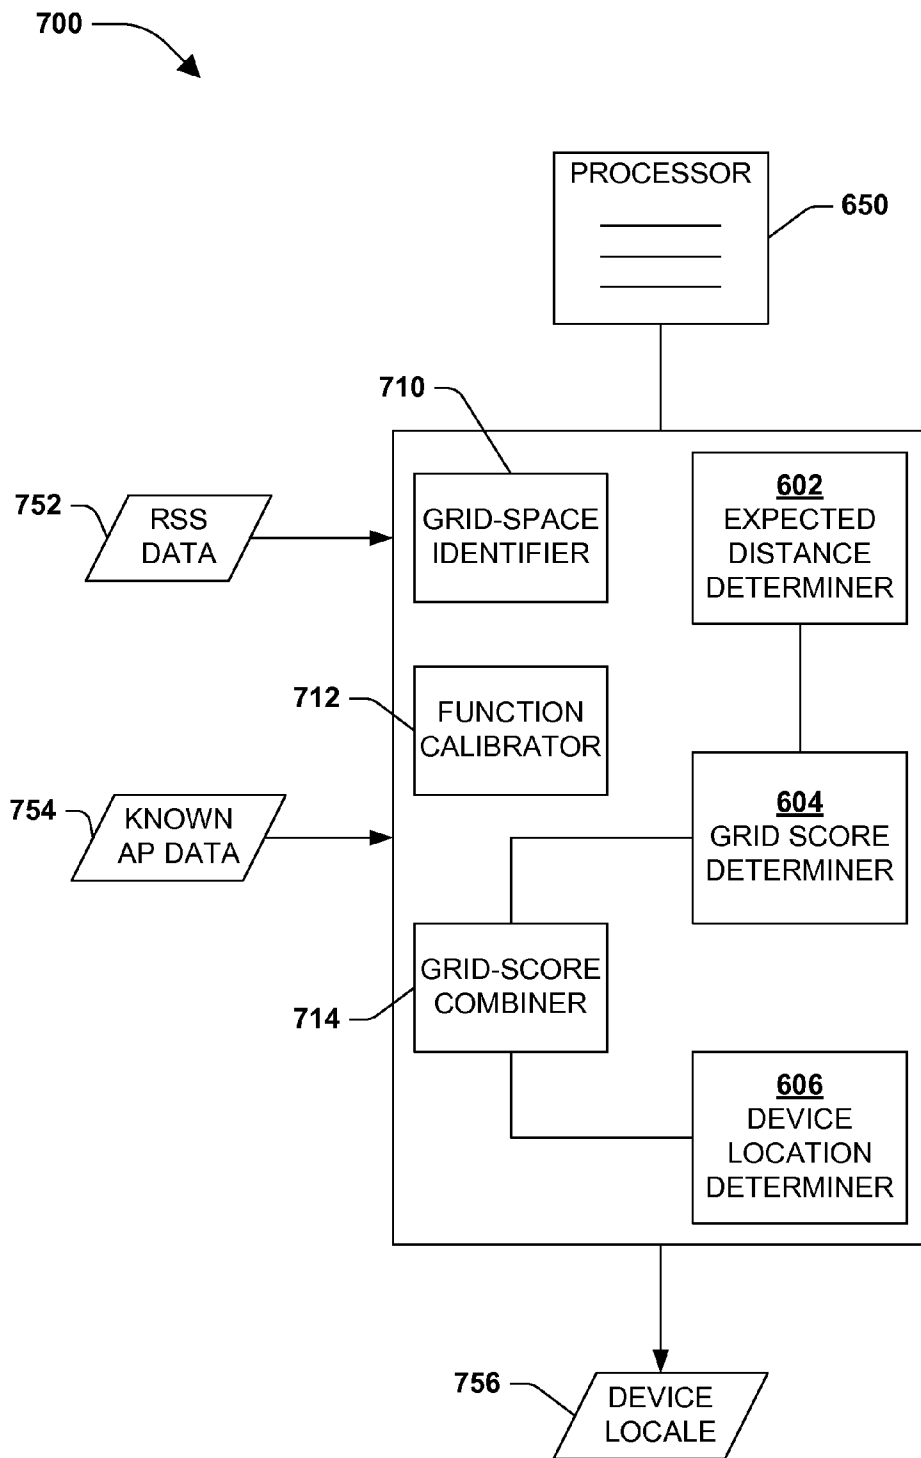 700
PROCESSOR
650
710
752
RSS
DATA
GRID-SPACE
IDENTIFIER
602
EXPECTED
DISTANCE
DETERMINER
712
FUNCTION
CALIBRATOR
754
KNOWN
AP DATA
604
GRID SCORE
DETERMINER
GRID-SCORE
COMBINER
714
606
DEVICE
LOCATION
DETERMINER
756
DEVICE
LOCALE